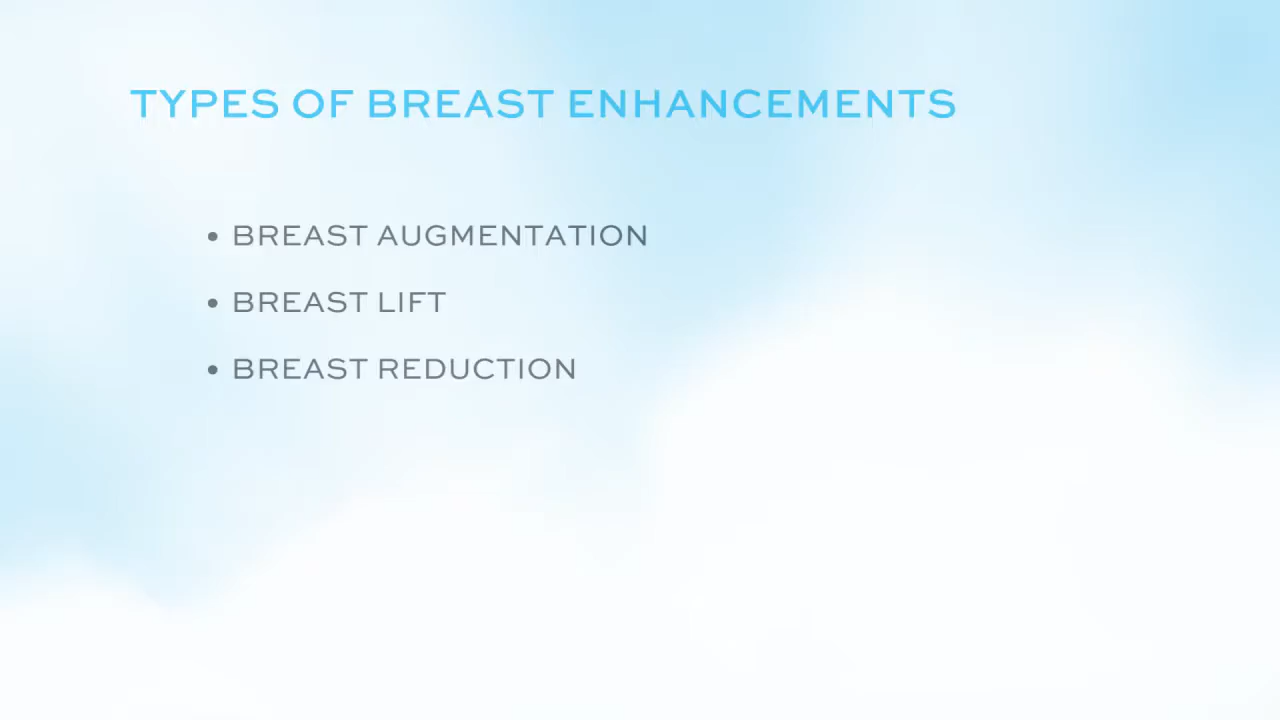 TYPES OF BREAST ENHANCEMENTS
• BREAST AUGMENTATION
• BREAST LIFT
• BREAST REDUCTION